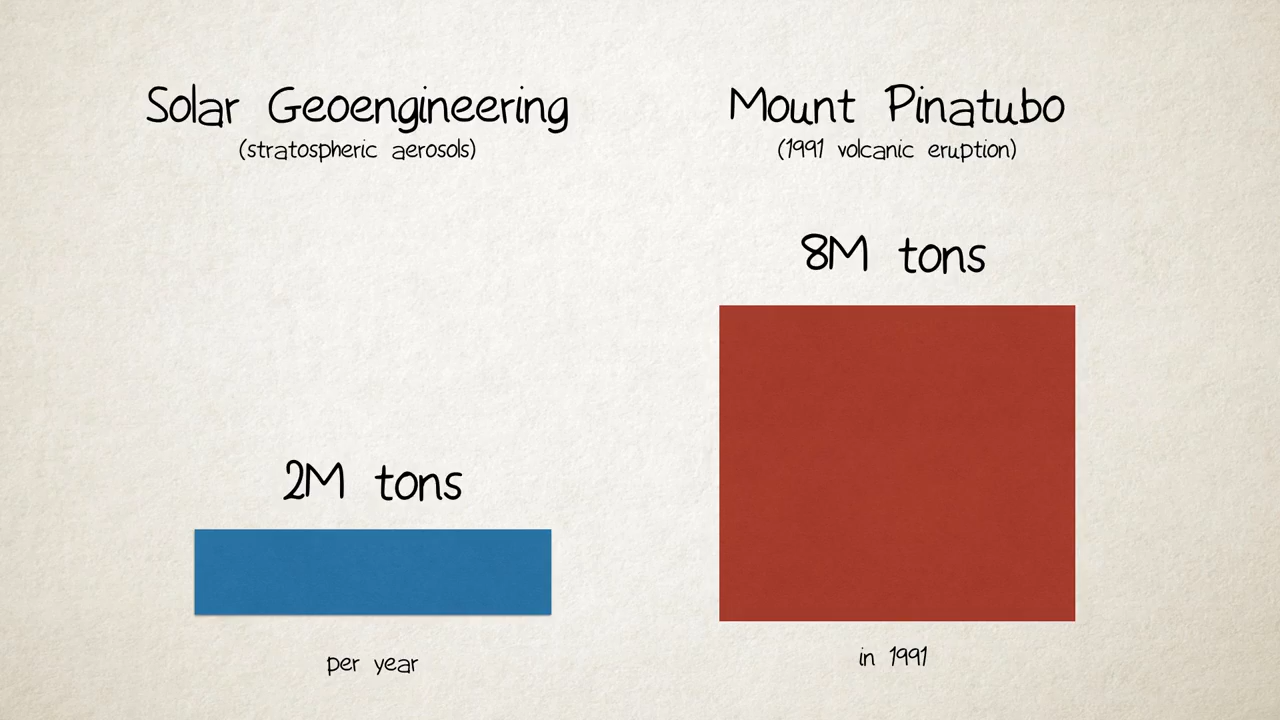 Solar Geoengineering
(stratospheric aerosols)
2M tons
per year
Mount Pinatubo
(1991 volcanic eruption)
8M tons
in 1991